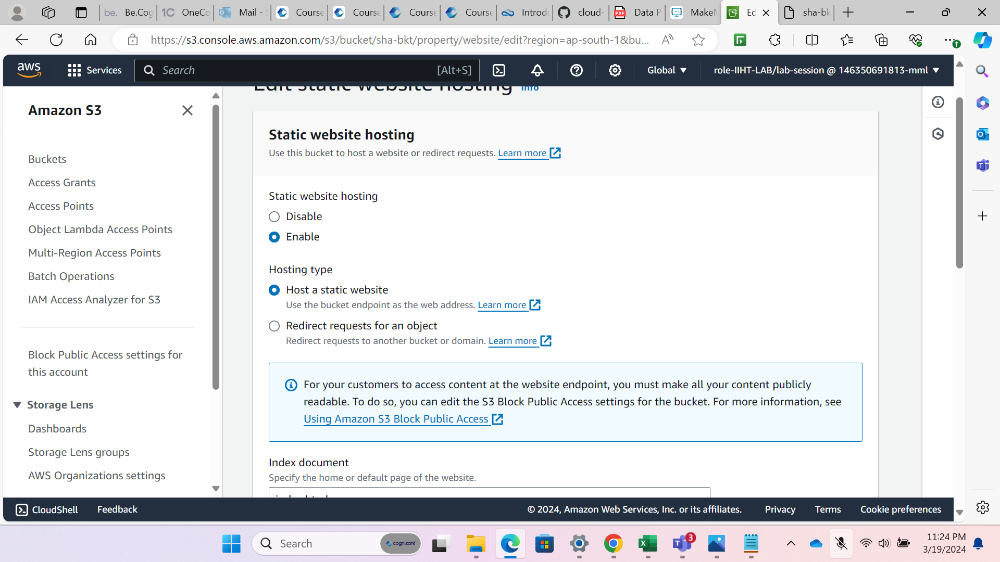 be. Be.Cog
1C OneCo
Mail -
Course
Course
Course
Course
Introdu
cloud-
PDF Data P
MakeM
Ed
sha-bk
https://s3.console.aws.amazon.com/s3/bucket/sha-bkt/property/website/edit?region=ap-south-1&bu...
aws
Services
Search
[Alt+S]
Global
role-IIHT-LAB/lab-session @ 146350691813-mml
Amazon S3
Buckets
Access Grants
Access Points
Object Lambda Access Points
Multi-Region Access Points
Batch Operations
IAM Access Analyzer for S3
Block Public Access settings for
this account
Storage Lens
Dashboards
Storage Lens groups
AWS Organizations settings
Edit static website hosting Info
Static website hosting
Use this bucket to host a website or redirect requests. Learn more
Static website hosting
Disable
Enable
Hosting type
Host a static website
Use the bucket endpoint as the web address. Learn more
Redirect requests for an object
Redirect requests to another bucket or domain. Learn more
For your customers to access content at the website endpoint, you must make all your content publicly
readable. To do so, you can edit the S3 Block Public Access settings for the bucket. For more information, see
Using Amazon S3 Block Public Access
Index document
Specify the home or default page of the website.
CloudShell
Feedback
© 2024, Amazon Web Services, Inc. or its affiliates.
Privacy
Terms
Cookie preferences
Search
cognizant
3
11:24 PM
3/19/2024